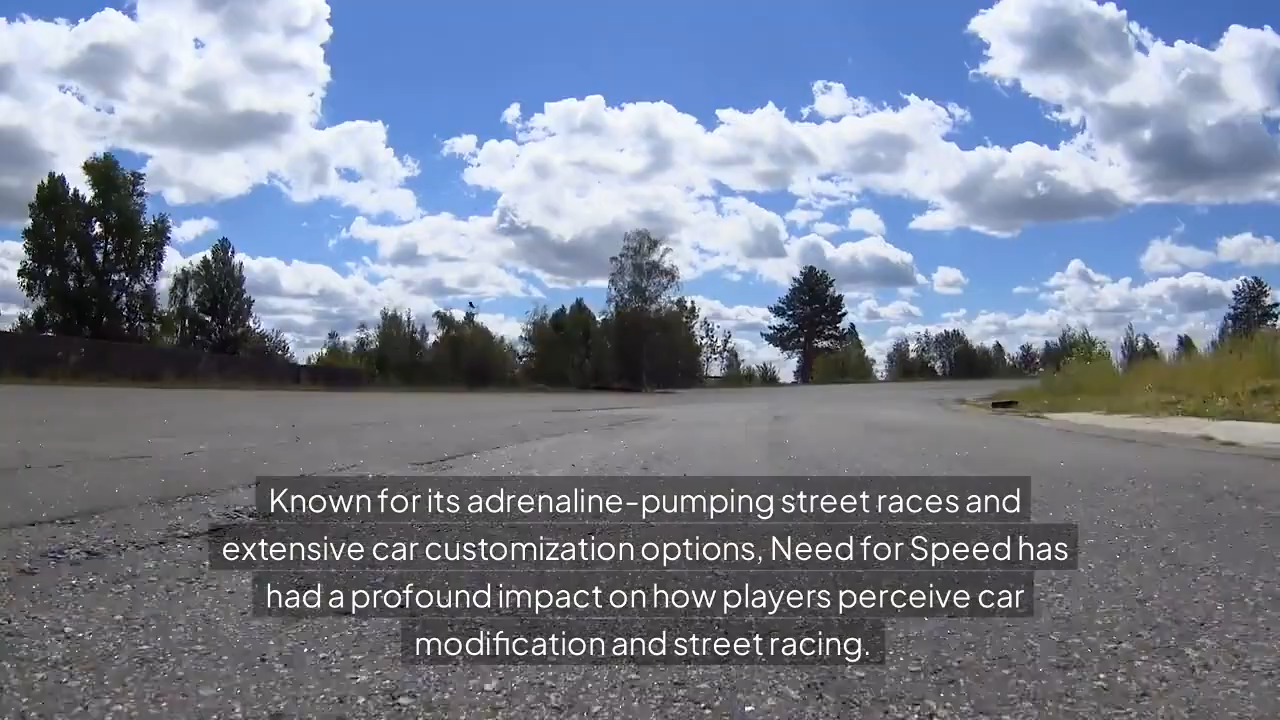 Known for its adrenaline-pumping street races and
extensive car customization options, Need for Speed has
had a profound impact on how players perceive car
modification and street racing.